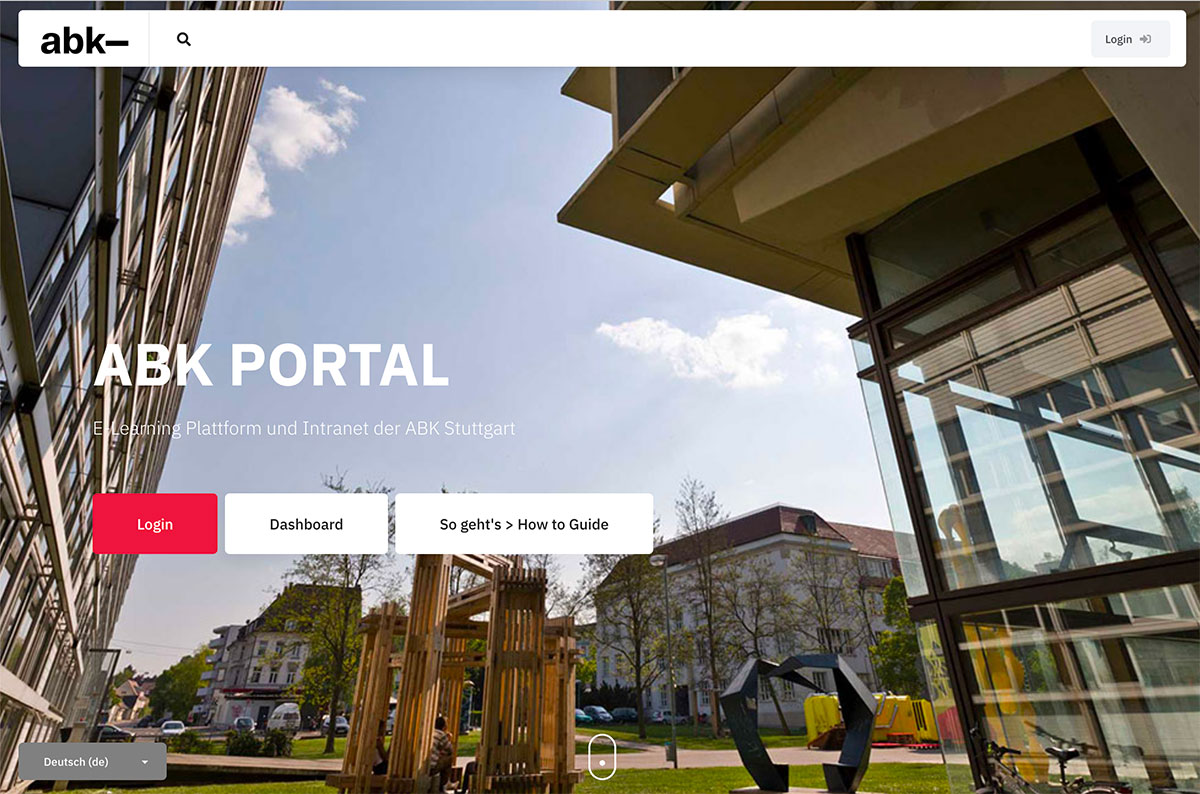 abk–
Login
ABK PORTAL
E-Learning Plattform und Intranet der ABK Stuttgart
Login
Dashboard
So geht's > How to Guide
Deutsch (de)